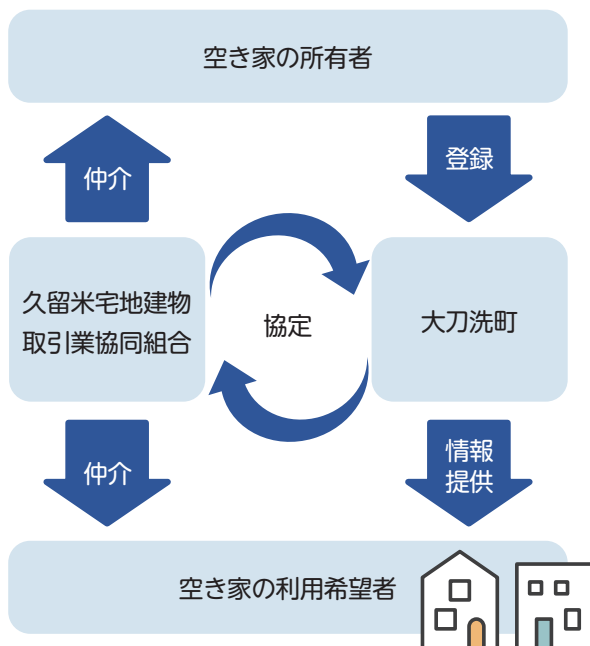 空き家の所有者
仲介
登録
久留米宅地建物
取引業協同組合
協定
大刀洗町
仲介
情報
提供
空き家の利用希望者